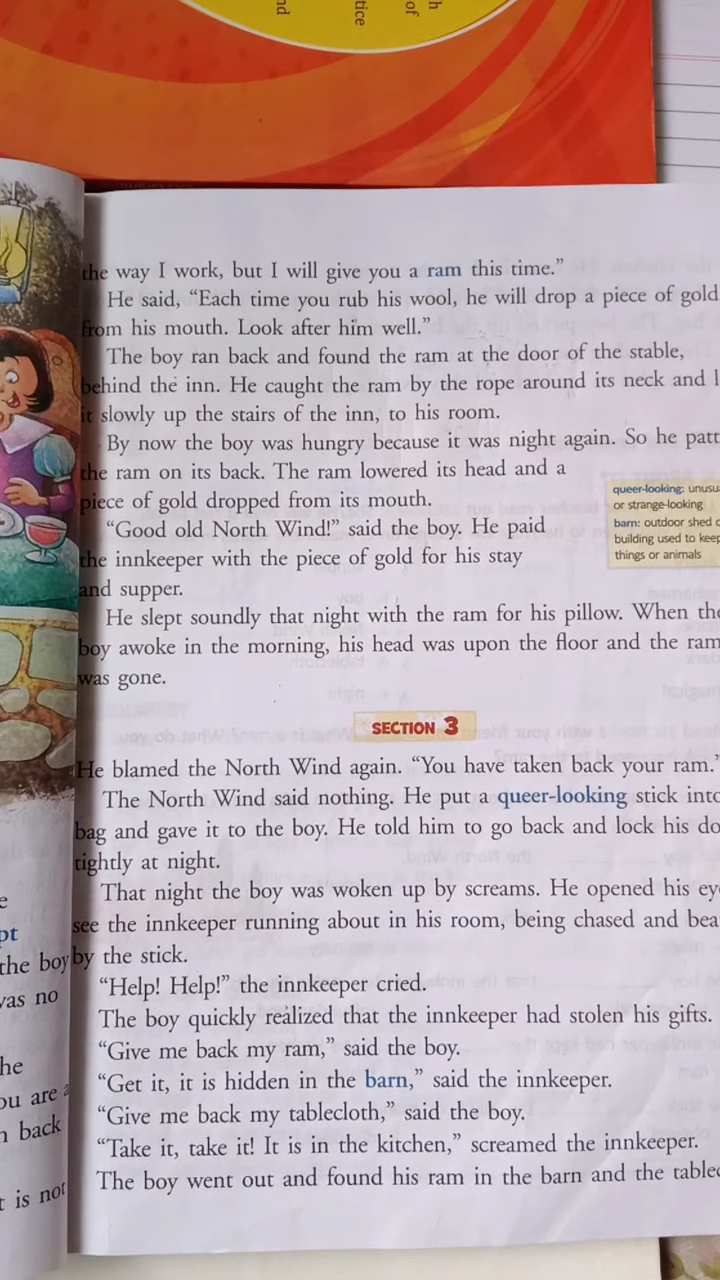 nd
tice
of
h
the way I work, but I will give you a ram this time.”
He said, “Each time you rub his wool, he will drop a piece of gold
from his mouth. Look after him well.”
The boy ran back and found the ram at the door of the stable,
behind the inn. He caught the ram by the rope around its neck and l
it slowly up the stairs of the inn, to his room.
By now the boy was hungry because it was night again. So he patt
the ram on its back. The ram lowered its head and a
piece of gold dropped from its mouth.
“Good old North Wind!” said the boy. He paid
the innkeeper with the piece of gold for his stay
and supper.
queer-looking: unusu
or strange-looking
barn: outdoor shed o
building used to keep
things or animals
He slept soundly that night with the ram for his pillow. When the
boy awoke in the morning, his head was upon the floor and the ram
was gone.
SECTION 3
He blamed the North Wind again. “You have taken back your ram.”
The North Wind said nothing. He put a queer-looking stick into
bag and gave it to the boy. He told him to go back and lock his do
tightly at night.
That night the boy was woken up by screams. He opened his eye
see the innkeeper running about in his room, being chased and bea
by the stick.
“Help! Help!” the innkeeper cried.
The boy quickly realized that the innkeeper had stolen his gifts.
“Give me back my ram,” said the boy.
“Get it, it is hidden in the barn,” said the innkeeper.
“Give me back my tablecloth,” said the boy.
“Take it, take it! It is in the kitchen,” screamed the innkeeper.
The boy went out and found his ram in the barn and the tablec
e
pt
the boy
was no
he
ou are a
n back
t is not